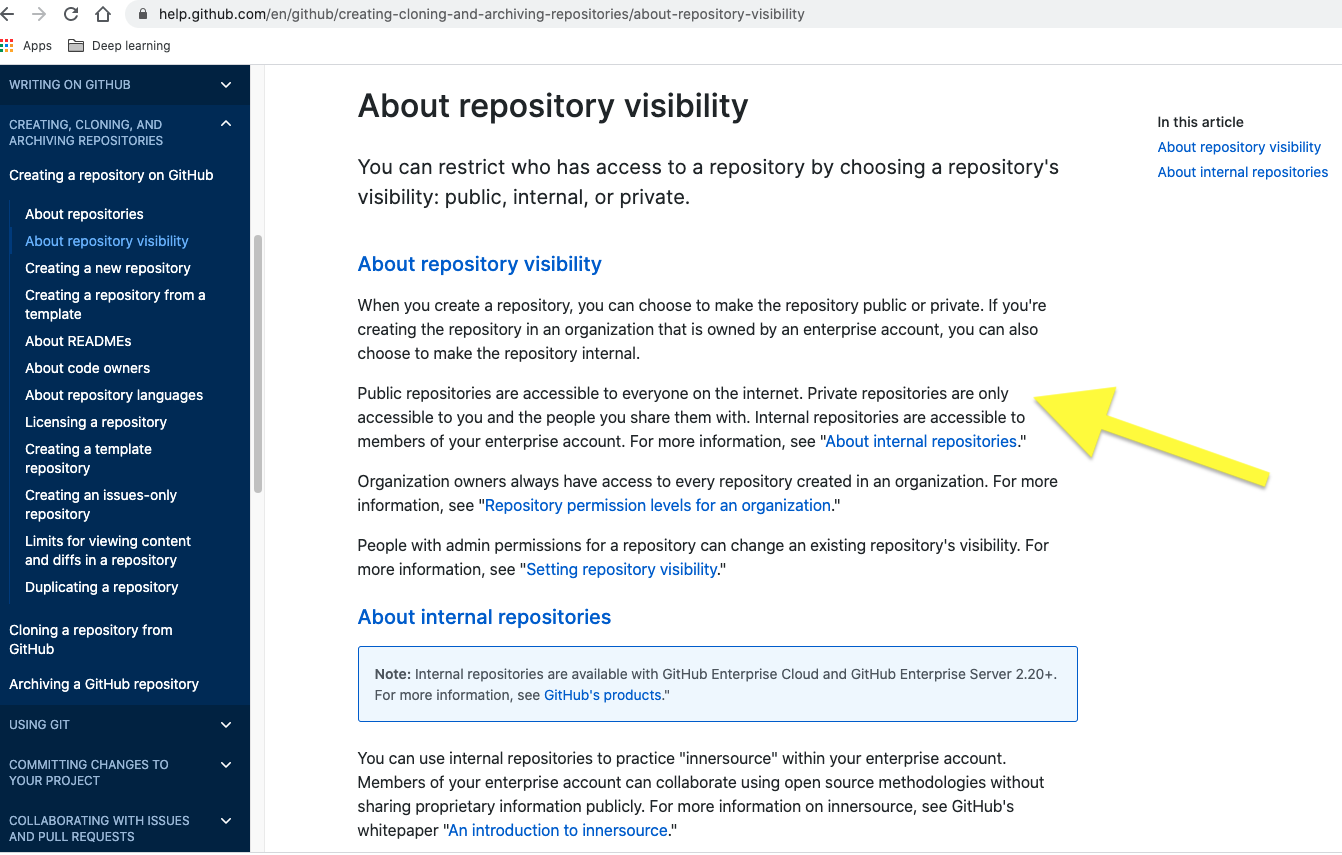 help.github.com/en/github/creating-cloning-and-archiving-repositories/about-repository-visibility
Apps
Deep learning
WRITING ON GITHUB
CREATING, CLONING, AND
ARCHIVING REPOSITORIES
Creating a repository on GitHub
About repositories
About repository visibility
Creating a new repository
Creating a repository from a
template
About READMEs
About code owners
About repository languages
Licensing a repository
Creating a template
repository
Creating an issues-only
repository
Limits for viewing content
and diffs in a repository
Duplicating a repository
Cloning a repository from
GitHub
Archiving a GitHub repository
USING GIT
COMMITTING CHANGES TO
YOUR PROJECT
COLLABORATING WITH ISSUES
AND PULL REQUESTS
About repository visibility
You can restrict who has access to a repository by choosing a repository's
visibility: public, internal, or private.
About repository visibility
When you create a repository, you can choose to make the repository public or private. If you're
creating the repository in an organization that is owned by an enterprise account, you can also
choose to make the repository internal.
Public repositories are accessible to everyone on the internet. Private repositories are only
accessible to you and the people you share them with. Internal repositories are accessible to
members of your enterprise account. For more information, see "About internal repositories."
Organization owners always have access to every repository created in an organization. For more
information, see "Repository permission levels for an organization."
People with admin permissions for a repository can change an existing repository's visibility. For
more information, see "Setting repository visibility."
About internal repositories
Note: Internal repositories are available with GitHub Enterprise Cloud and GitHub Enterprise Server 2.20+.
For more information, see GitHub's products."
You can use internal repositories to practice "innersource" within your enterprise account.
Members of your enterprise account can collaborate using open source methodologies without
sharing proprietary information publicly. For more information on innersource, see GitHub's
whitepaper "An introduction to innersource."
In this article
About repository visibility
About internal repositories